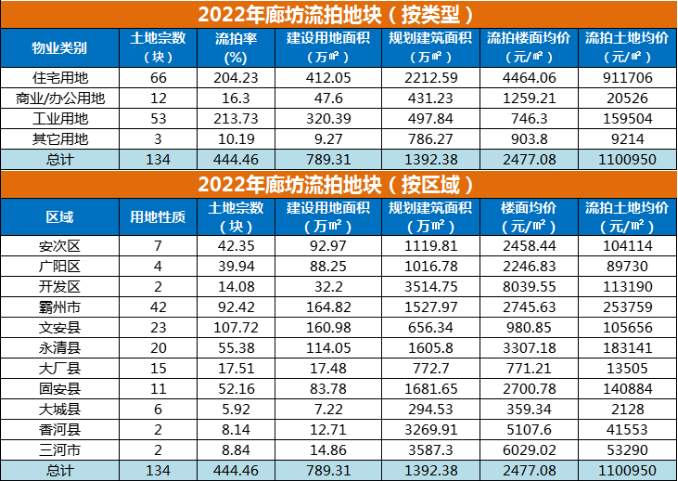 2022年廊坊流拍地块（按类型）
物业类别 土地宗数（块） 流拍率(%) 建设用地面积（万㎡） 规划建筑面积（万㎡） 流拍楼面均价（元/㎡） 流拍土地均价（元/㎡）
住宅用地 66 204.23 412.05 2212.59 4464.06 911706
商业/办公用地 12 16.3 47.6 431.23 1259.21 20526
工业用地 53 213.73 320.39 497.84 746.3 159504
其它用地 3 10.19 9.27 786.27 903.8 9214
总计 134 444.46 789.31 1392.38 2477.08 1100950
2022年廊坊流拍地块（按区域）
区域 用地性质 土地宗数（块） 建设用地面积（万㎡） 规划建筑面积（万㎡） 楼面均价（元/㎡） 流拍土地均价（元/㎡）
安次区 7 42.35 92.97 1119.81 2458.44 104114
广阳区 4 39.94 88.25 1016.78 2246.83 89730
开发区 2 14.08 32.2 3514.75 8039.55 113190
霸州市 42 92.42 164.82 1527.97 2745.63 253759
文安县 23 107.72 160.98 656.34 980.85 105656
永清县 20 55.38 114.05 1605.8 3307.18 183141
大厂县 15 17.51 17.48 772.7 771.21 13505
固安县 11 52.16 83.78 1681.65 2700.78 140884
大城县 6 5.92 7.22 294.53 359.34 2128
香河县 2 8.14 12.71 3269.91 5107.6 41553
三河市 2 8.84 14.86 3587.3 6029.02 53290
总计 134 444.46 789.31 1392.38 2477.08 1100950